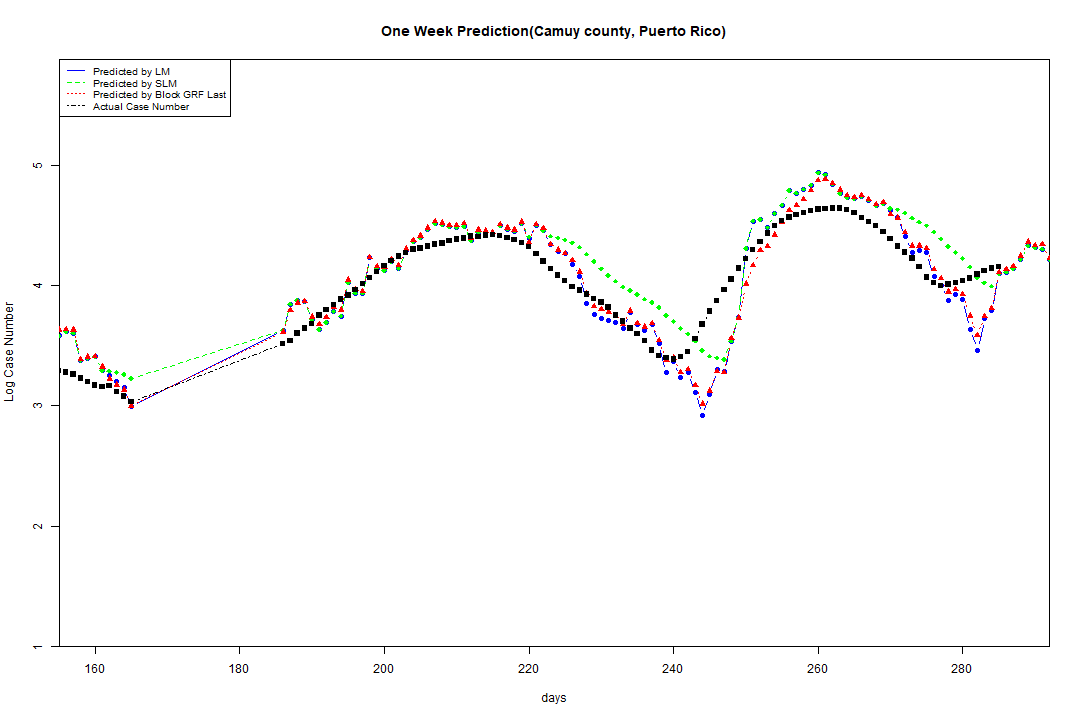 One Week Prediction(Camuy county, Puerto Rico)
Predicted by LM
Predicted by SLM
Predicted by Block GRF Last
Actual Case Number
5
4
3
2
1
Log Case Number
160 180 200 220 240 260 280
days